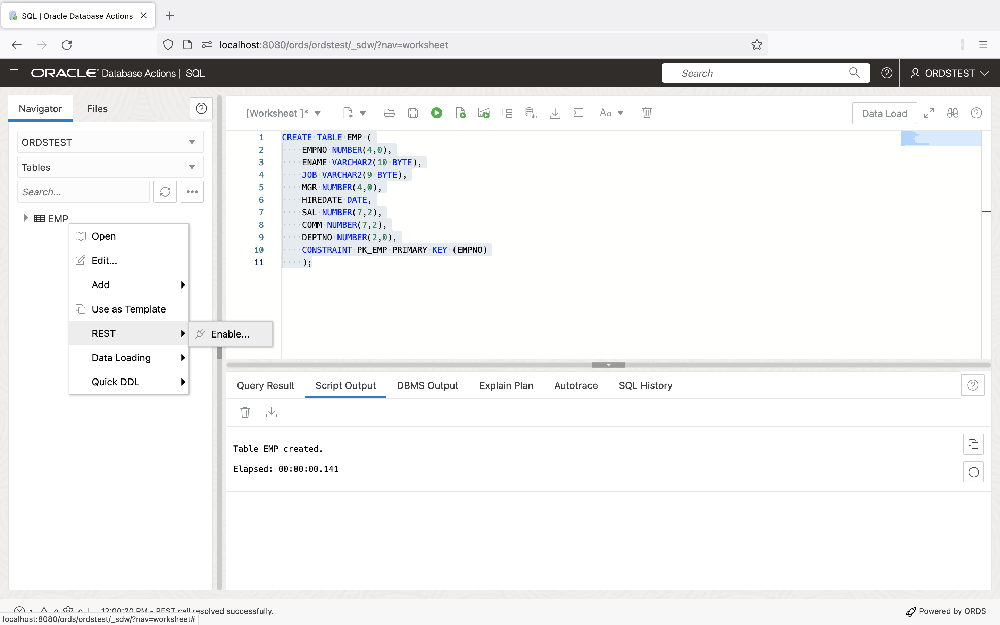 SQL | Oracle Database Actions
localhost:8080/ords/ordstest/_sdw/?nav=worksheet
ORACLE Database Actions | SQL
Search
ORDSTEST
Navigator
Files
[Worksheet ]*
Aa
Data Load
ORDSTEST
Tables
Search...
EMP
Open
Edit...
Add
Use as Template
REST
Enable...
Data Loading
Quick DDL
1 CREATE TABLE EMP (
2 EMPNO NUMBER(4,0),
3 ENAME VARCHAR2(10 BYTE),
4 JOB VARCHAR2(9 BYTE),
5 MGR NUMBER(4,0),
6 HIREDATE DATE,
7 SAL NUMBER(7,2),
8 COMM NUMBER(7,2),
9 DEPTNO NUMBER(2,0),
10 CONSTRAINT PK_EMP PRIMARY KEY (EMPNO)
11 );
Query Result
Script Output
DBMS Output
Explain Plan
Autotrace
SQL History
Table EMP created.
Elapsed: 00:00:00.141
1 0 0 | 12:00:20 PM - REST call resolved successfully.
Powered by ORDS
localhost:8080/ords/ordstest/_sdw/?nav=worksheet#